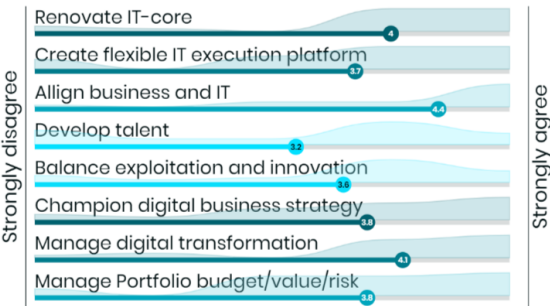 Strongly disagree
Renovate IT-core
4
Create flexible IT execution platform
3.7
Allign business and IT
4.4
Develop talent
3.2
Balance exploitation and innovation
3.6
Champion digital business strategy
3.8
Manage digital transformation
4.1
Manage Portfolio budget/value/risk
3.8
Strongly agree